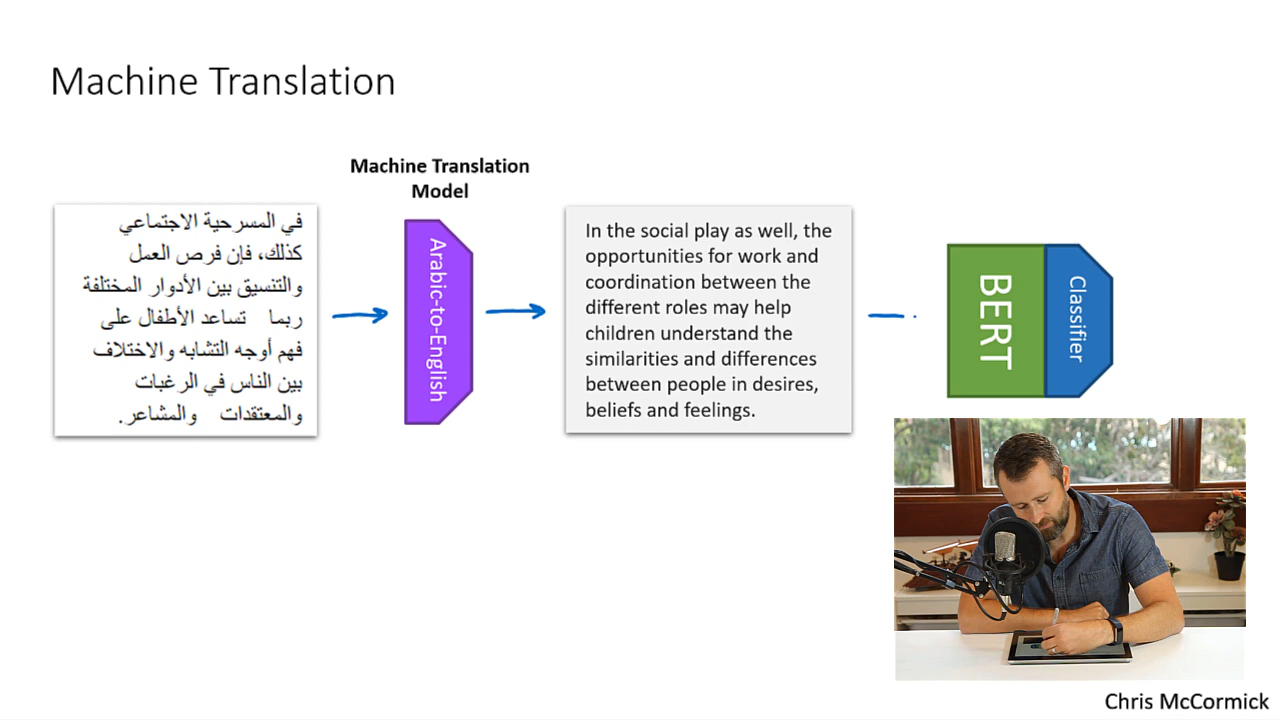 Machine Translation
Machine Translation
Model
في المسرحية الاجتماعي
كذلك، فإن فرص العمل
والتنسيق بين الأدوار المختلفة
ربما تساعد الأطفال على
فهم أوجه التشابه والاختلاف
بين الناس في الرغبات
والمعتقدات والمشاعر.
Arabic-to-English
In the social play as well, the
opportunities for work and
coordination between the
different roles may help
children understand the
similarities and differences
between people in desires,
beliefs and feelings.
BERT
Classifier
Chris McCormick